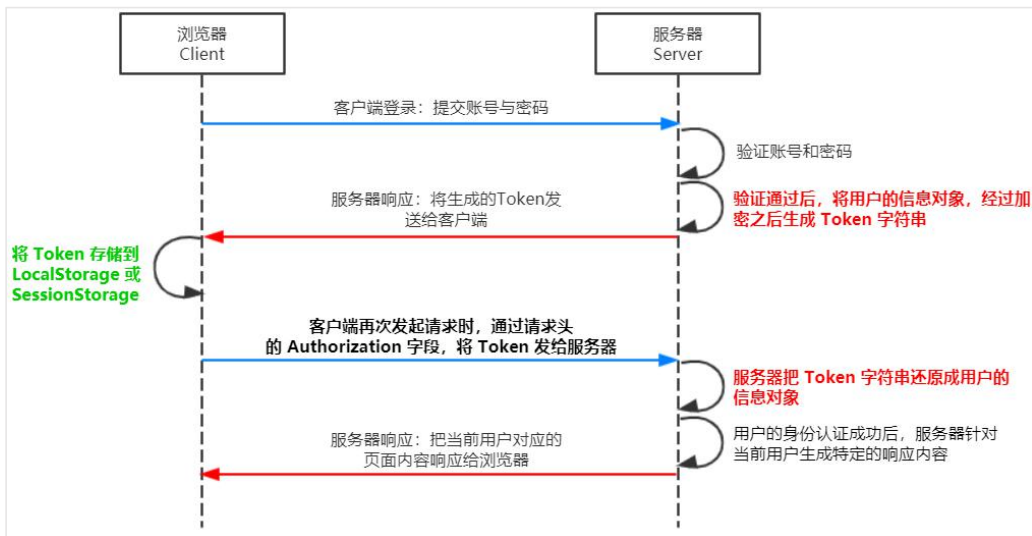 浏览器
Client
服务器
Server
客户端登录：提交账号与密码
验证账号和密码
服务器响应：将生成的Token发
送给客户端
验证通过后，将用户的信息对象，经过加
密之后生成 Token 字符串
将 Token 存储到
LocalStorage 或
SessionStorage
客户端再次发起请求时，通过请求头
的 Authorization 字段，将 Token 发给服务器
服务器把 Token 字符串还原成用户的
信息对象
服务器响应：把当前用户对应的
页面内容响应给浏览器
用户的身份认证成功后，服务器针对
当前用户生成特定的响应内容